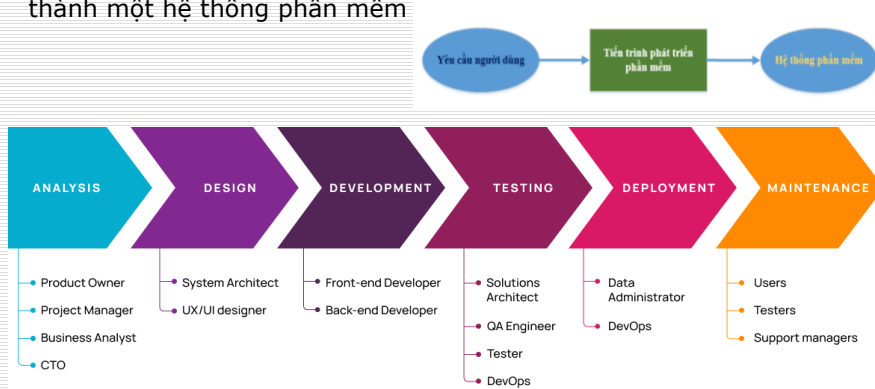 thành một hệ thống phần mềm
Yêu cầu người dùng
Tiến trình phát triển
phần mềm
Hệ thống phần mềm
ANALYSIS
DESIGN
DEVELOPMENT
TESTING
DEPLOYMENT
MAINTENANCE
Product Owner
Project Manager
Business Analyst
CTO
System Architect
UX/UI designer
Front-end Developer
Back-end Developer
Solutions
Architect
QA Engineer
Tester
DevOps
Data
Administrator
DevOps
Users
Testers
Support managers